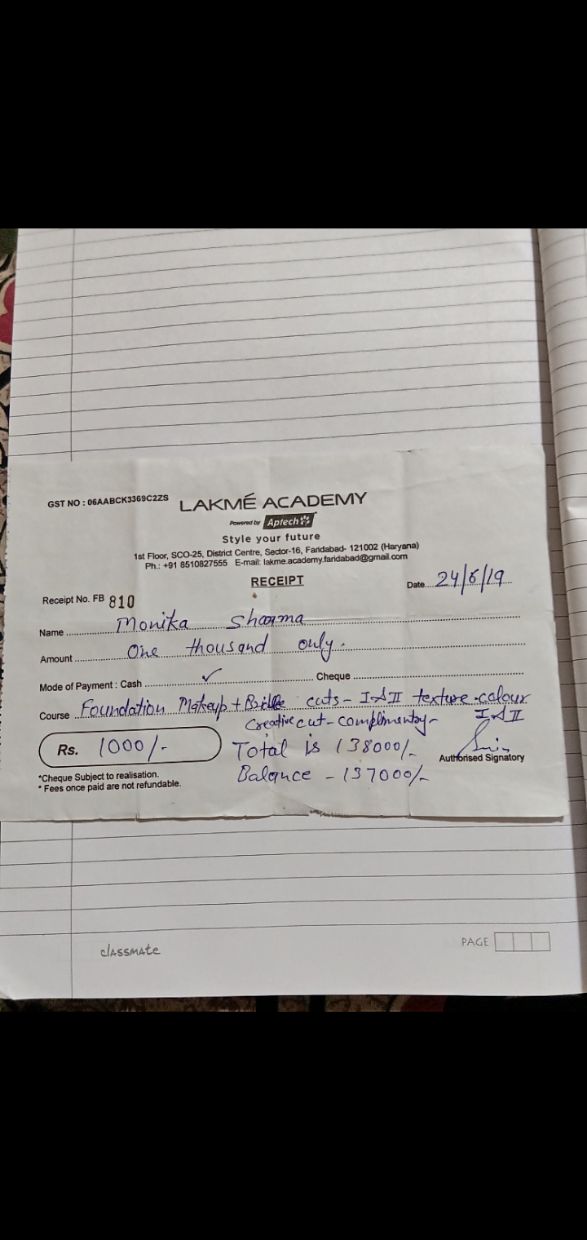 GST NO : 06AABCK3369C2ZS
LAKMÉ ACADEMY
Powered by Aptech
Style your future
1st Floor, SCO-25, District Centre, Sector-16, Faridabad- 121002 (Haryana)
Ph.: +91 8510827555 E-mail: lakme.academy.faridabad@gmail.com
RECEIPT
Date 24/6/19
Receipt No. FB 810
Name Monika Sharma
Amount One thousand only.
Mode of Payment : Cash ✓ Cheque
Course Foundation Makeup + cuts - I & II texture - colour
creative cut - complimentary - I & II
Rs. 1000/- Total is 138000/-
Authorised Signatory
Balance - 137000/-
*Cheque Subject to realisation.
* Fees once paid are not refundable.
classmate
PAGE